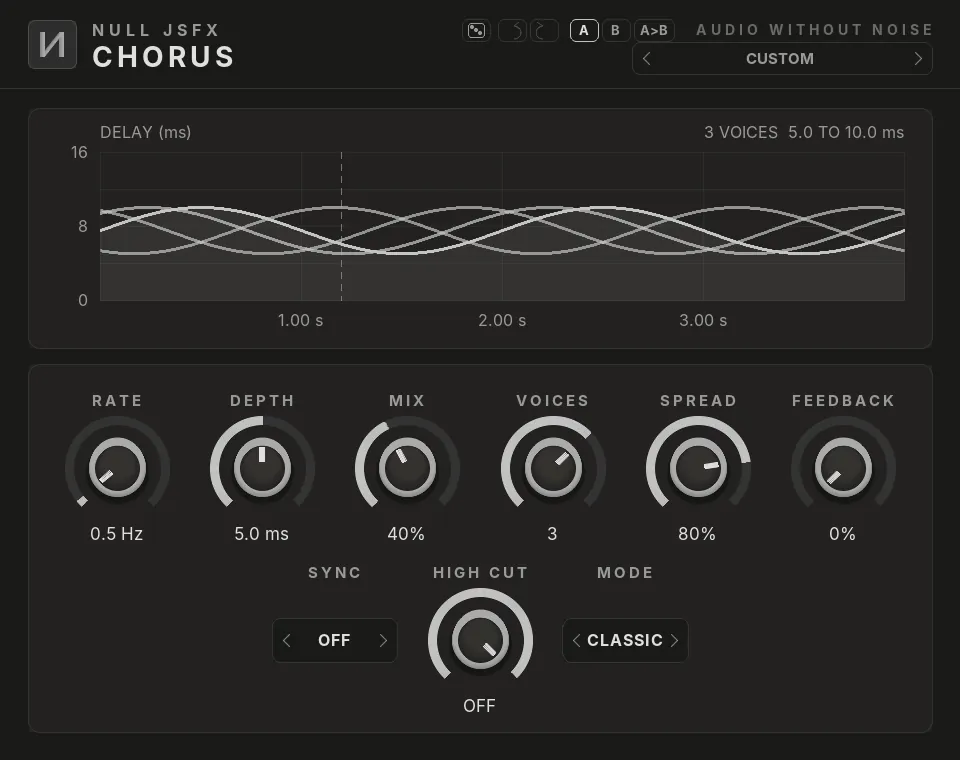 NULL JSFX
CHORUS
A B A>B AUDIO WITHOUT NOISE
CUSTOM
DELAY (ms) 3 VOICES 5.0 TO 10.0 ms
16
8
0
1.00 s 2.00 s 3.00 s
RATE DEPTH MIX VOICES SPREAD FEEDBACK
0.5 Hz 5.0 ms 40% 3 80% 0%
SYNC HIGH CUT MODE
OFF CLASSIC
OFF